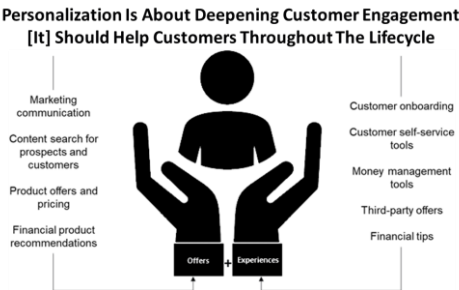 Personalization Is About Deepening Customer Engagement
[It] Should Help Customers Throughout The Lifecycle
Marketing
communication
Content search for
prospects and
customers
Product offers and
pricing
Financial product
recommendations
Customer onboarding
Customer self-service
tools
Money management
tools
Third-party offers
Financial tips
Offers + Experiences